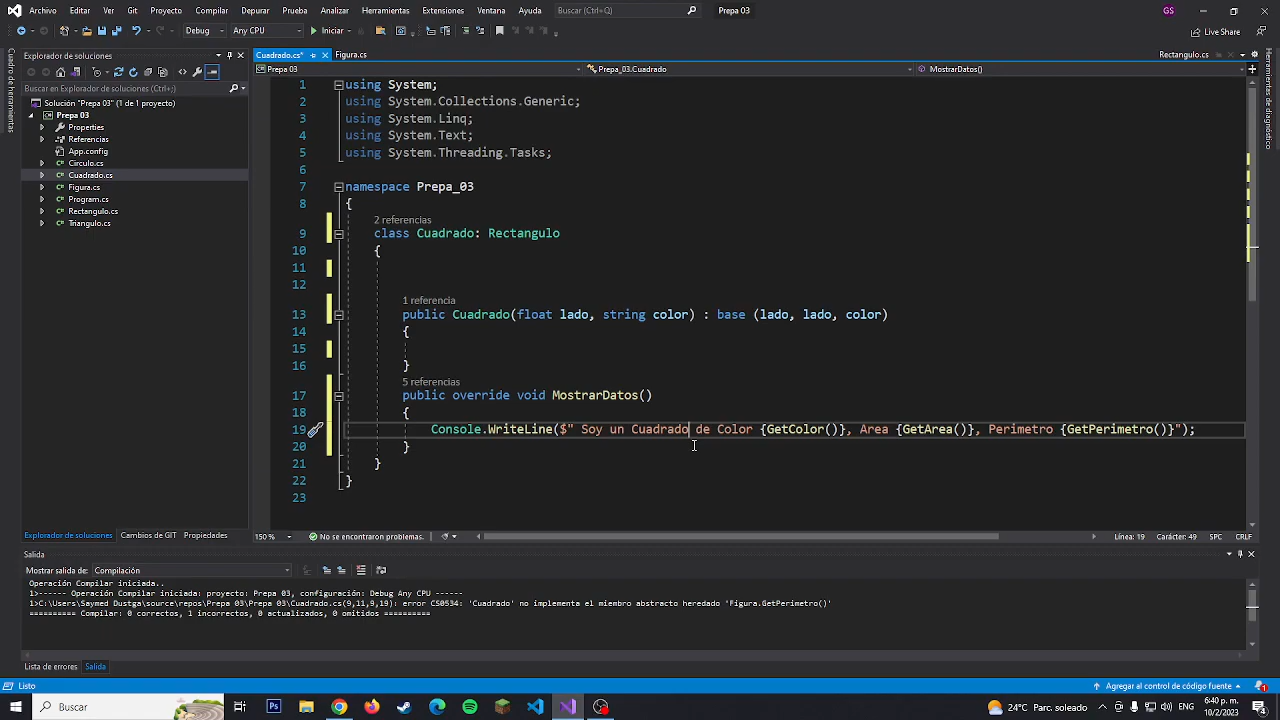 Archivo Editar Ver Git Proyecto Compilar Depurar Prueba Analizar Herramientas Extensiones Ventana Ayuda Buscar (Ctrl+Q) Prepa 03 GS
Debug Any CPU Iniciar Live Share
Cuadro de herramientas
Explorador de soluciones
Buscar en Explorador de soluciones (Ctrl+;)
Solución "Prepa 03" (1 de 1 proyecto)
Prepa 03
Properties
Referencias
App.config
Circulo.cs
Cuadrado.cs
Figura.cs
Program.cs
Rectangulo.cs
Triangulo.cs
Explorador de soluciones Cambios de GIT Propiedades
Cuadrado.cs* Figura.cs Rectangulo.cs
Prepa 03 Prepa_03.Cuadrado MostrarDatos()
1 using System;
2 using System.Collections.Generic;
3 using System.Linq;
4 using System.Text;
5 using System.Threading.Tasks;
6
7 namespace Prepa_03
8 {
2 referencias
9 class Cuadrado: Rectangulo
10 {
11
12
1 referencia
13 public Cuadrado(float lado, string color) : base (lado, lado, color)
14 {
15
16 }
5 referencias
17 public override void MostrarDatos()
18 {
19 Console.WriteLine($" Soy un Cuadrado de Color {GetColor()}, Area {GetArea()}, Perimetro {GetPerimetro()}");
20 }
21 }
22 }
23
150 % No se encontraron problemas. Línea: 19 Carácter: 49 SPC CRLF
Herramientas de diagnóstico
Salida
Mostrar salida de: Compilación
Operación Compilar iniciada..
1>----- Operación Compilar iniciada: proyecto: Prepa 03, configuración: Debug Any CPU -----
1>C:\Users\Saymed Dustga\source\repos\Prepa 03\Prepa 03\Cuadrado.cs(9,11,9,19): error CS0534: 'Cuadrado' no implementa el miembro abstracto heredado 'Figura.GetPerimetro()'
========== Compilar: 0 correctos, 1 incorrectos, 0 actualizados, 0 omitidos ==========
Lista de errores Salida
Listo Agregar al control de código fuente 1
Buscar 24°C Parc. soleado 6:40 p. m.
10/2/2023